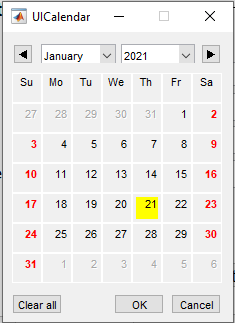 UICalendar
January 2021
Su Mo Tu We Th Fr Sa
27 28 29 30 31 1 2
3 4 5 6 7 8 9
10 11 12 13 14 15 16
17 18 19 20 21 22 23
24 25 26 27 28 29 30
31 1 2 3 4 5 6
Clear all OK Cancel